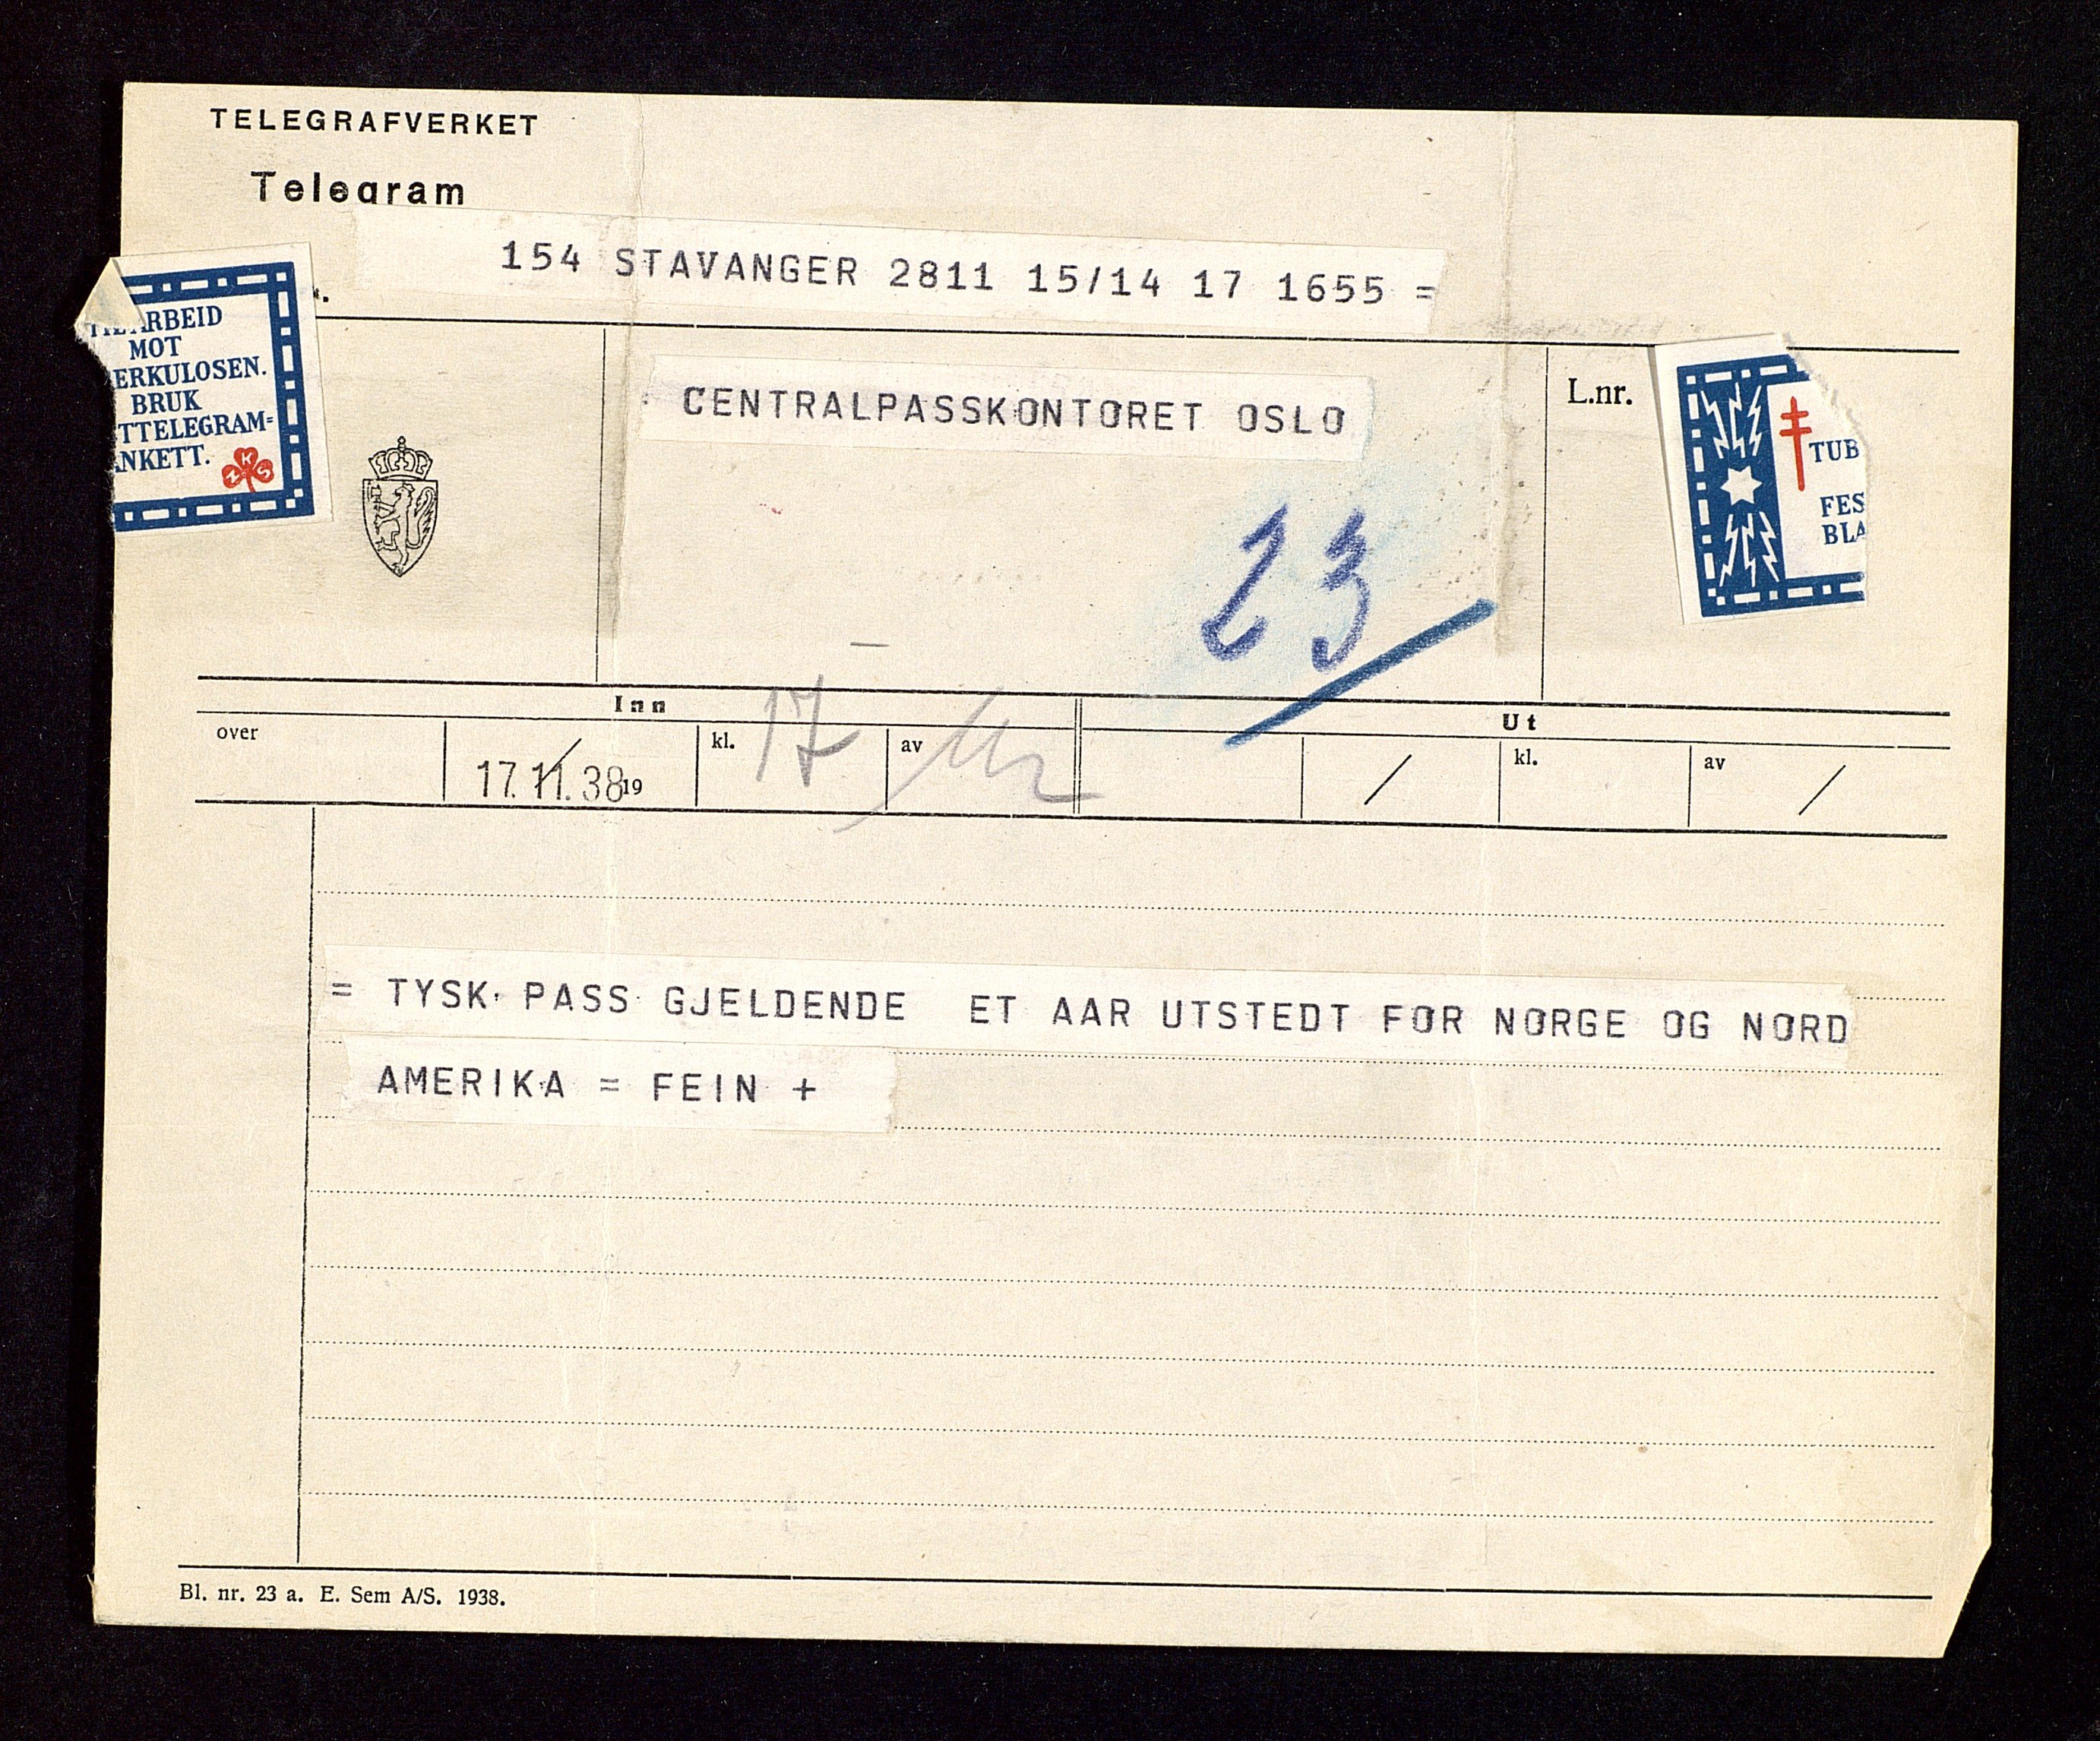 TELEGRAFVERKET
Telegram
154 STAVANGER 2811 15/14 17 1655 =
ARBEID
MOT
ERKULOSEN.
BRUK
TTELEGRAM=
NKETT.
NKS
CENTRALPASSKONTORET OSLO
L.nr.
TUB
FES
BLA
23
Inn
Ut
over
17.11.38 19
kl. 17
av
kl.
av
= TYSK PASS GJELDENDE ET AAR UTSTEDT FOR NORGE OG NORD
AMERIKA = FEIN +
Bl. nr. 23 a. E. Sem A/S. 1938.